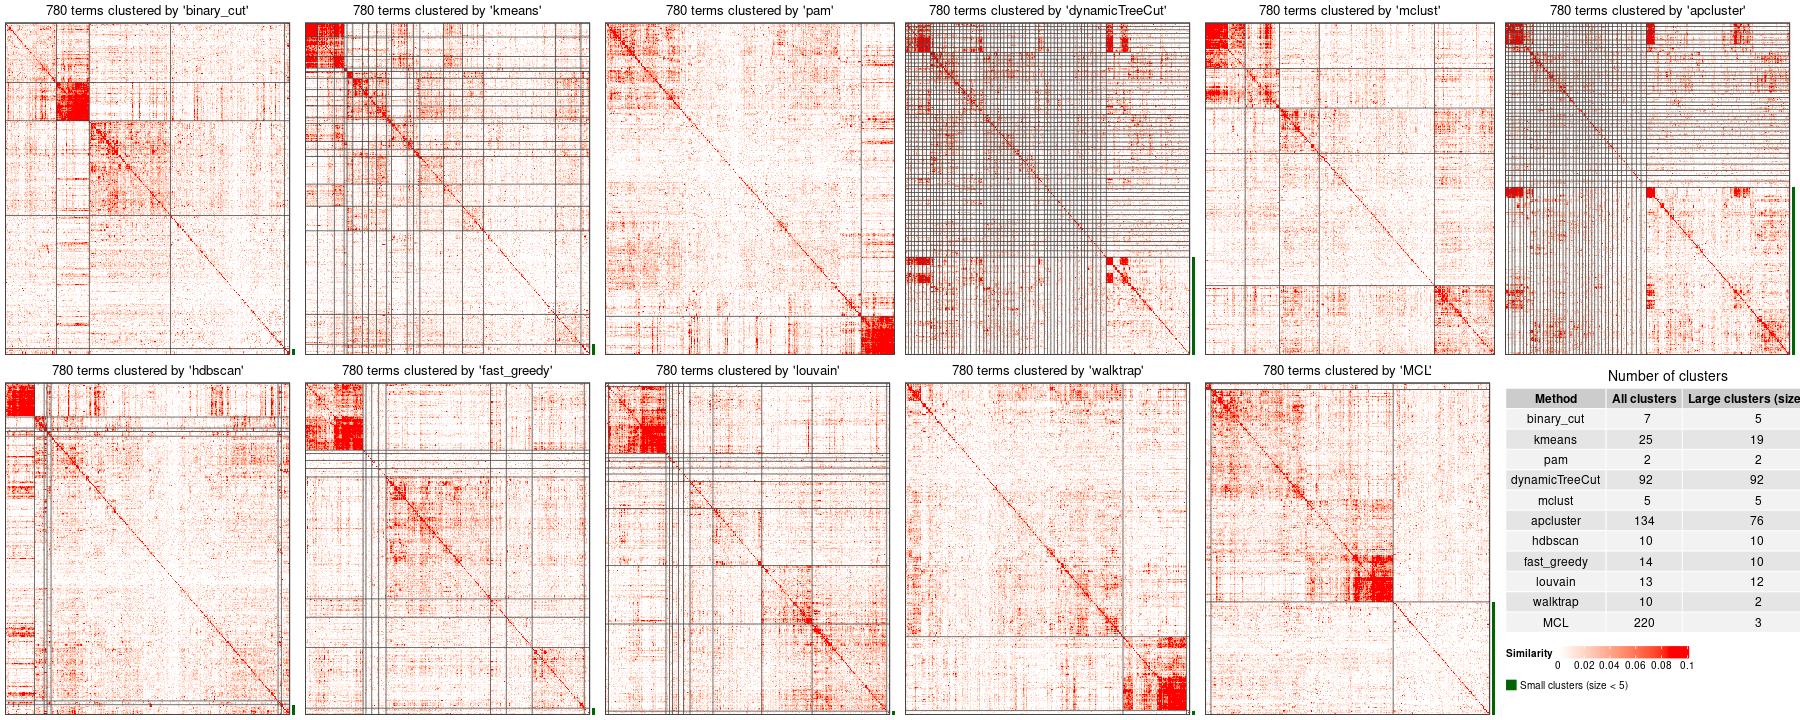 780 terms clustered by 'binary_cut'
780 terms clustered by 'kmeans'
780 terms clustered by 'pam'
780 terms clustered by 'dynamicTreeCut'
780 terms clustered by 'mclust'
780 terms clustered by 'apcluster'
780 terms clustered by 'hdbscan'
780 terms clustered by 'fast_greedy'
780 terms clustered by 'louvain'
780 terms clustered by 'walktrap'
780 terms clustered by 'MCL'
Number of clusters
Method All clusters Large clusters (size
binary_cut 7 5
kmeans 25 19
pam 2 2
dynamicTreeCut 92 92
mclust 5 5
apcluster 134 76
hdbscan 10 10
fast_greedy 14 10
louvain 13 12
walktrap 10 2
MCL 220 3
Similarity
0 0.02 0.04 0.06 0.08 0.1
Small clusters (size < 5)